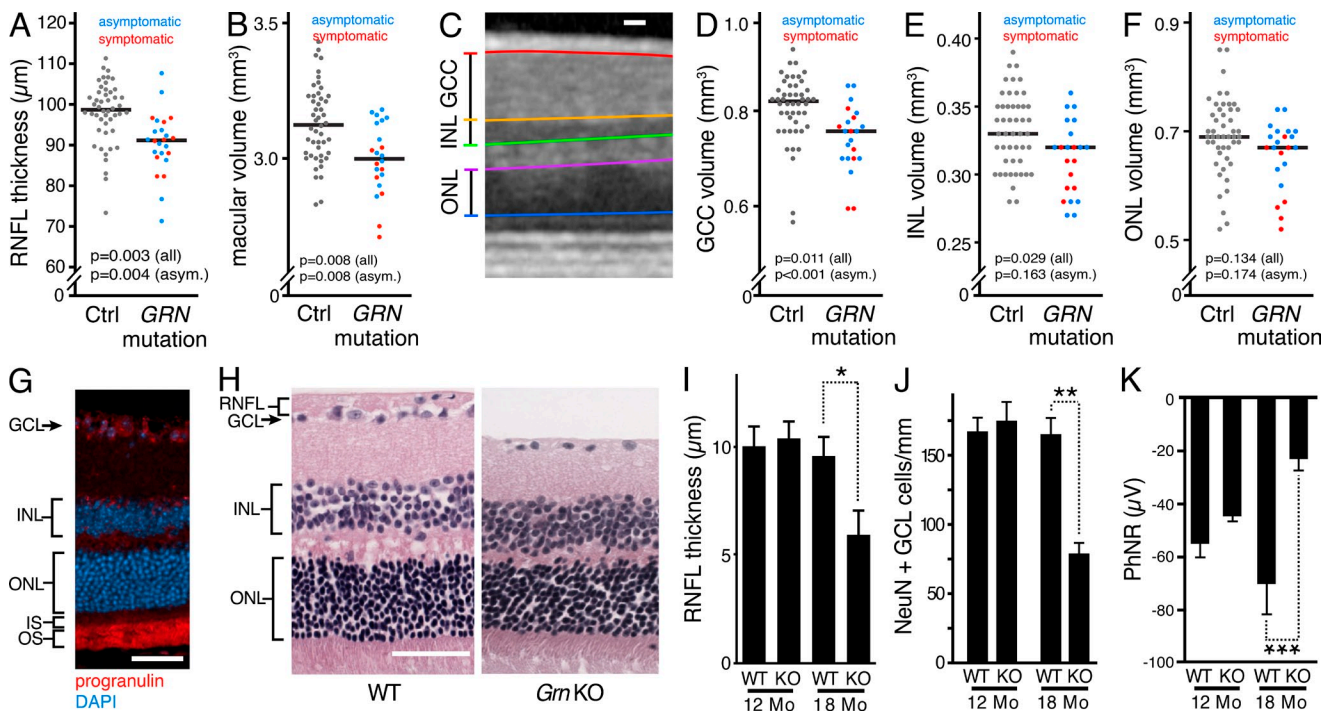 A
asymptomatic
symptomatic
RNFL thickness (µm)
110
100
90
80
70
60
0
p=0.003 (all)
p=0.004 (asym.)
Ctrl GRN
mutation
B
asymptomatic
symptomatic
macular volume (mm³)
3.5
3.0
0
p=0.008 (all)
p=0.008 (asym.)
Ctrl GRN
mutation
C
GCC
INL
ONL
D
asymptomatic
symptomatic
GCC volume (mm³)
1.0
0.8
0.6
0
p=0.011 (all)
p<0.001 (asym.)
Ctrl GRN
mutation
E
asymptomatic
symptomatic
INL volume (mm³)
0.40
0.35
0.30
0.25
0
p=0.029 (all)
p=0.163 (asym.)
Ctrl GRN
mutation
F
asymptomatic
symptomatic
ONL volume (mm³)
0.9
0.7
0.5
0
p=0.134 (all)
p=0.174 (asym.)
Ctrl GRN
mutation
G
GCL
INL
ONL
IS
OS
progranulin
DAPI
H
RNFL
GCL
INL
ONL
WT
Grn KO
I
RNFL thickness (µm)
10
5
0
*
WT KO WT KO
12 Mo 18 Mo
J
NeuN + GCL cells/mm
150
100
75
50
25
0
**
WT KO WT KO
12 Mo 18 Mo
K
PhNR (µV)
0
-20
-40
-60
-80
-100
***
WT KO WT KO
12 Mo 18 Mo